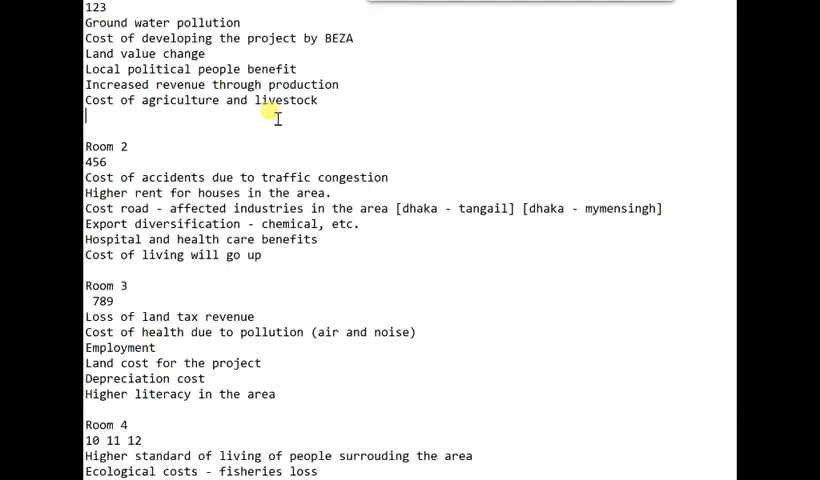 123
Ground water pollution
Cost of developing the project by BEZA
Land value change
Local political people benefit
Increased revenue through production
Cost of agriculture and livestock
Room 2
456
Cost of accidents due to traffic congestion
Higher rent for houses in the area.
Cost road - affected industries in the area [dhaka - tangail] [dhaka - mymensingh]
Export diversification - chemical, etc.
Hospital and health care benefits
Cost of living will go up
Room 3
789
Loss of land tax revenue
Cost of health due to pollution (air and noise)
Employment
Land cost for the project
Depreciation cost
Higher literacy in the area
Room 4
10 11 12
Higher standard of living of people surrouding the area
Ecological costs - fisheries loss